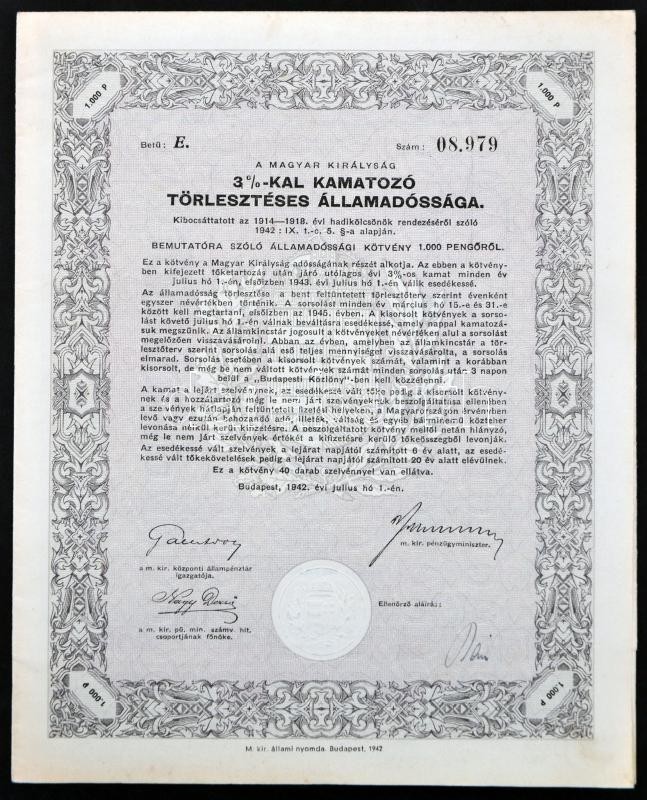 1.000 P
1.000 P
Betű: E.
Szám: 08.979
A MAGYAR KIRÁLYSÁG
3%-KAL KAMATOZÓ
TÖRLESZTÉSES ÁLLAMADÓSSÁGA.
Kibocsáttatott az 1914—1918. évi hadikölcsönök rendezéséről szóló
1942 : IX. t.-c. 5. §-a alapján.
BEMUTATÓRA SZÓLÓ ÁLLAMADÓSSÁGI KÖTVÉNY 1.000 PENGŐRŐL.
Ez a kötvény a Magyar Királyság adósságának részét alkotja. Az ebben a kötvény-
ben kifejezett tőketartozás után járó utólagos évi 3%-os kamat minden év
július hó 1.-én, elsőízben 1943. évi július hó 1.-én válik esedékessé.
Az államadósság törlesztése a bent feltüntetett törlesztőterv szerint évenként
egyszer névértékben történik. A sorsolást minden év március hó 15.-e és 31.-e
között kell megtartani, elsőízben az 1945. évben. A kisorsolt kötvények a sorso-
lást követő július hó 1.-én válnak beváltásra esedékessé, amely nappal kamatozá-
suk megszűnik. Az államkincstár jogosult a kötvényeket névértéken alul a sorsolást
megelőzően visszavásárolni. Abban az évben, amelyben az államkincstár a tör-
lesztőterv szerint sorsolás alá eső teljes mennyiséget visszavásárolta, a sorsolás
elmarad. Sorsolás esetében a kisorsolt kötvények számát, valamint a korábban
kisorsolt, de még be nem váltott kötvények számát minden sorsolás után 3 napon
belül a „Budapesti Közlöny"-ben kell közzétenni.
A kamat a lejárt szelvénynek, az esedékessé vált tőke pedig a kisorsolt kötvény-
nek és a hozzátartozó még le nem járt szelvényeknek beszolgáltatása ellenében
a szelvények hátlapján feltüntetett fizetési helyeken, a Magyarországon érvényben
levő vagy ezután behozandó adó, illeték, váltság és egyéb bárminemű közteher
levonása nélkül kerül kifizetésre. A beszolgáltatott kötvény mellől netán hiányzó,
még le nem járt szelvények értékét a kifizetésre kerülő tőkeösszegből levonják.
Az esedékessé vált szelvények a lejárat napjától számított 6 év alatt, az esedé-
kessé vált tőkekövetelések pedig a lejárat napjától számított 20 év alatt elévülnek.
Ez a kötvény 40 darab szelvénnyel van ellátva.
Budapest, 1942. évi július hó 1.-én.
m. kir. pénzügyminiszter.
a m. kir. központi állampénztár
igazgatója.
Ellenőrző aláírás:
a m. kir. pü. min. számv. hit.
csoportjának főnöke.
1.000 P
1.000 P
M. kir. állami nyomda. Budapest, 1942